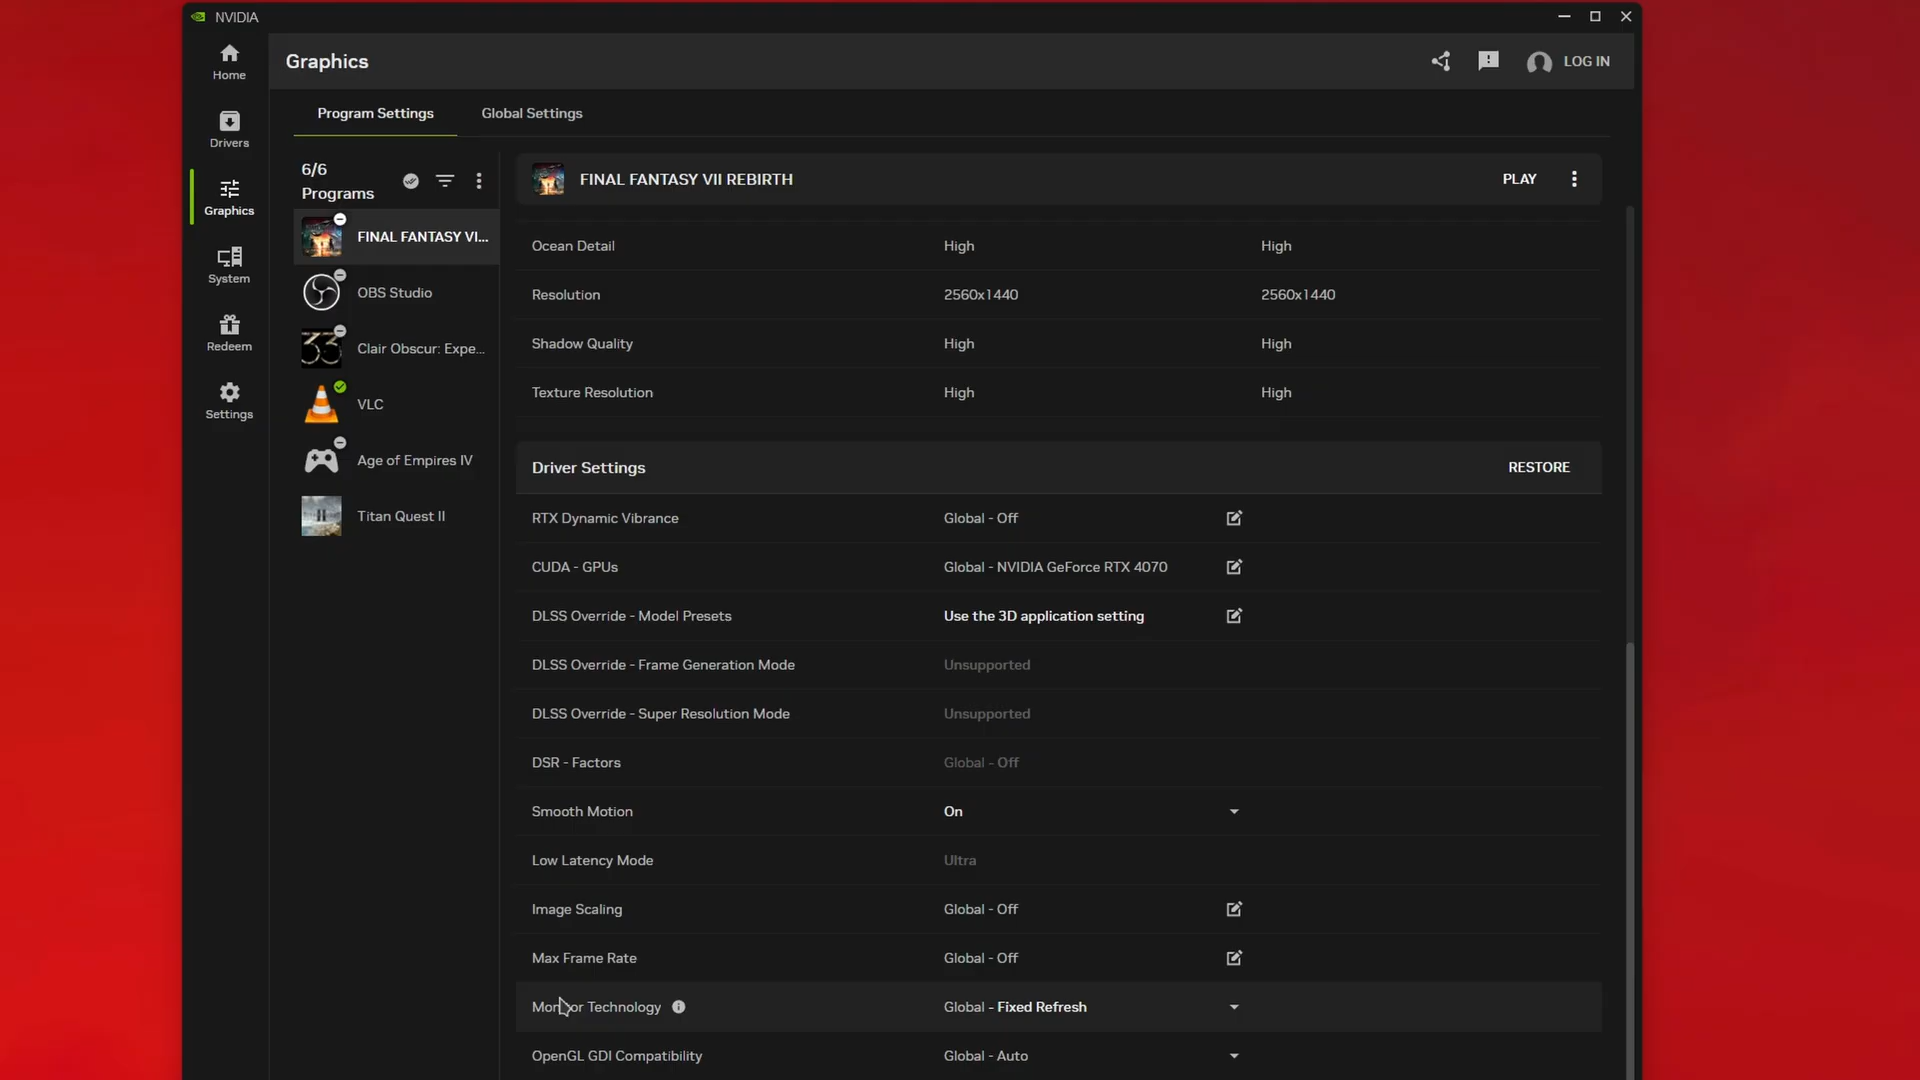 NVIDIA
Home
Drivers
Graphics
System
Redeem
Settings
Graphics
LOG IN
Program Settings
Global Settings
6/6
Programs
FINAL FANTASY VI...
OBS Studio
33
Clair Obscur: Expe...
VLC
Age of Empires IV
II
Titan Quest II
FINAL FANTASY VII REBIRTH
PLAY
Ocean Detail High High
Resolution 2560x1440 2560x1440
Shadow Quality High High
Texture Resolution High High
Driver Settings RESTORE
RTX Dynamic Vibrance Global - Off
CUDA - GPUs Global - NVIDIA GeForce RTX 4070
DLSS Override - Model Presets Use the 3D application setting
DLSS Override - Frame Generation Mode Unsupported
DLSS Override - Super Resolution Mode Unsupported
DSR - Factors Global - Off
Smooth Motion On
Low Latency Mode Ultra
Image Scaling Global - Off
Max Frame Rate Global - Off
Monitor Technology Global - Fixed Refresh
OpenGL GDI Compatibility Global - Auto